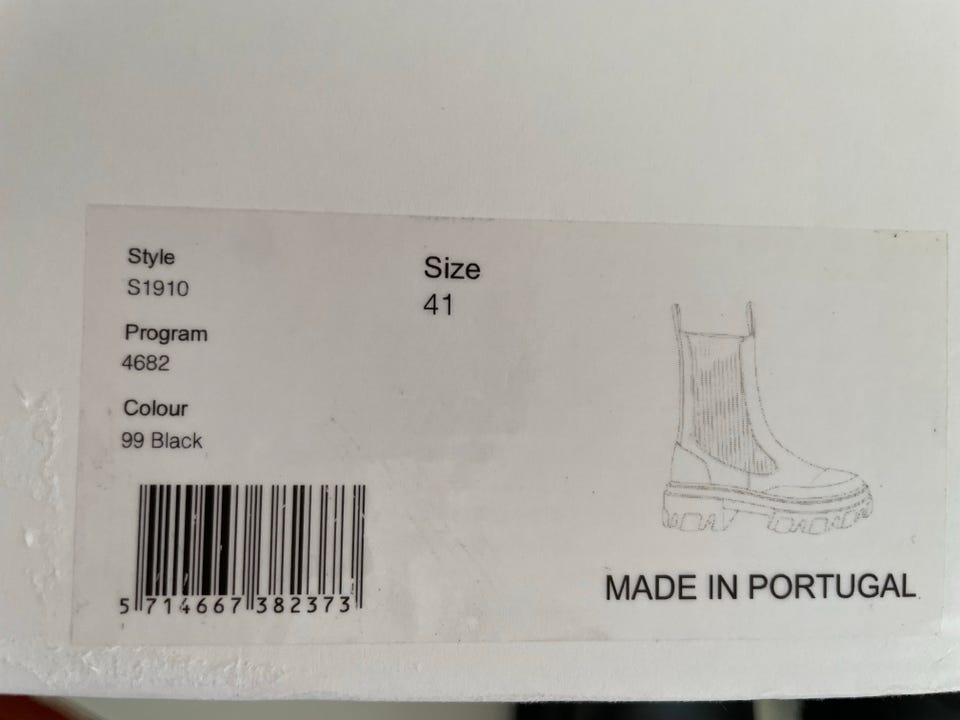 Style
S1910
Program
4682
Colour
99 Black
Size
41
5 714667 382373
MADE IN PORTUGAL